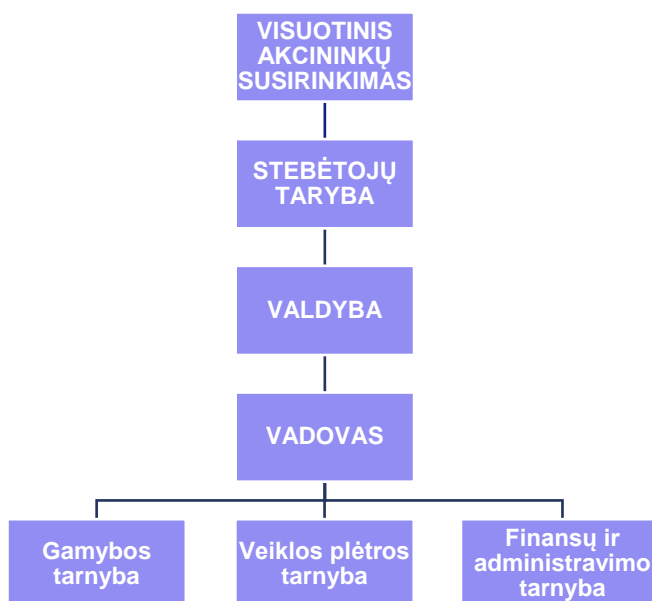 VISUOTINIS
AKCININKŲ
SUSIRINKIMAS
STEBĖTOJŲ
TARYBA
VALDYBA
VADOVAS
Gamybos
tarnyba
Veiklos plėtros
tarnyba
Finansų ir
administravimo
tarnyba